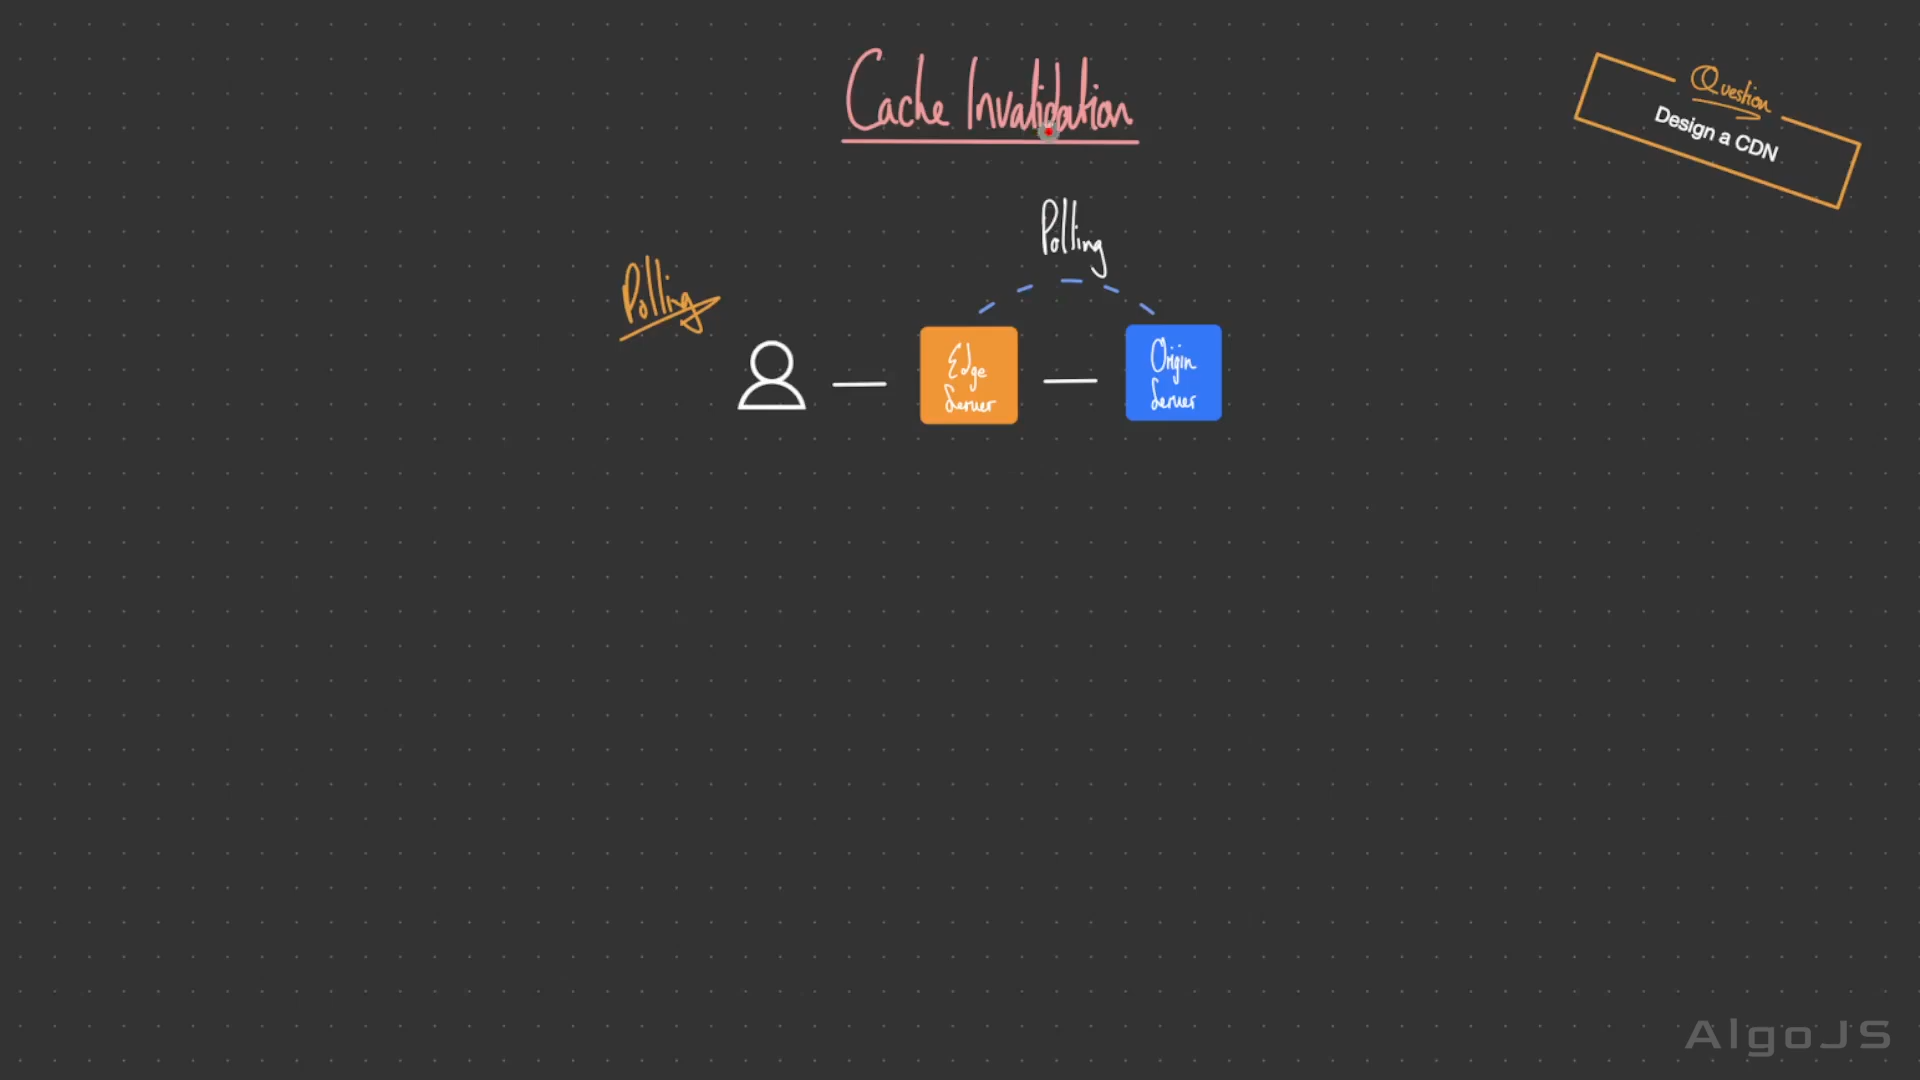 Cache Invalidation
Question
Design a CDN
Polling
Polling
Edge
Server
Origin
Server
AlgoJS